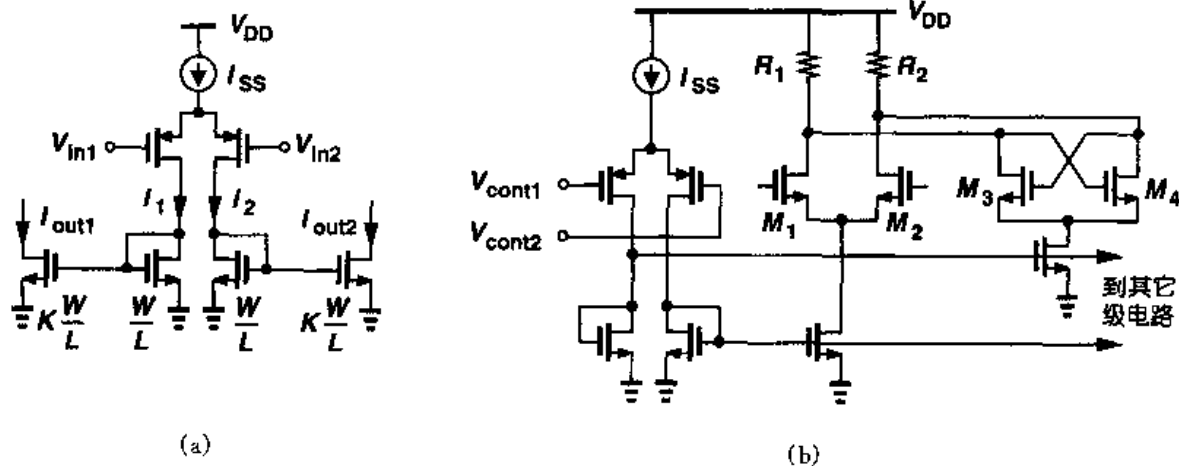 V_DD
I_SS
V_in1
V_in2
I_1
I_2
I_out1
I_out2
K W/L
W/L
W/L
K W/L
(a)
V_DD
R_1
R_2
I_SS
V_cont1
V_cont2
M_1
M_2
M_3
M_4
到其它
级电路
(b)